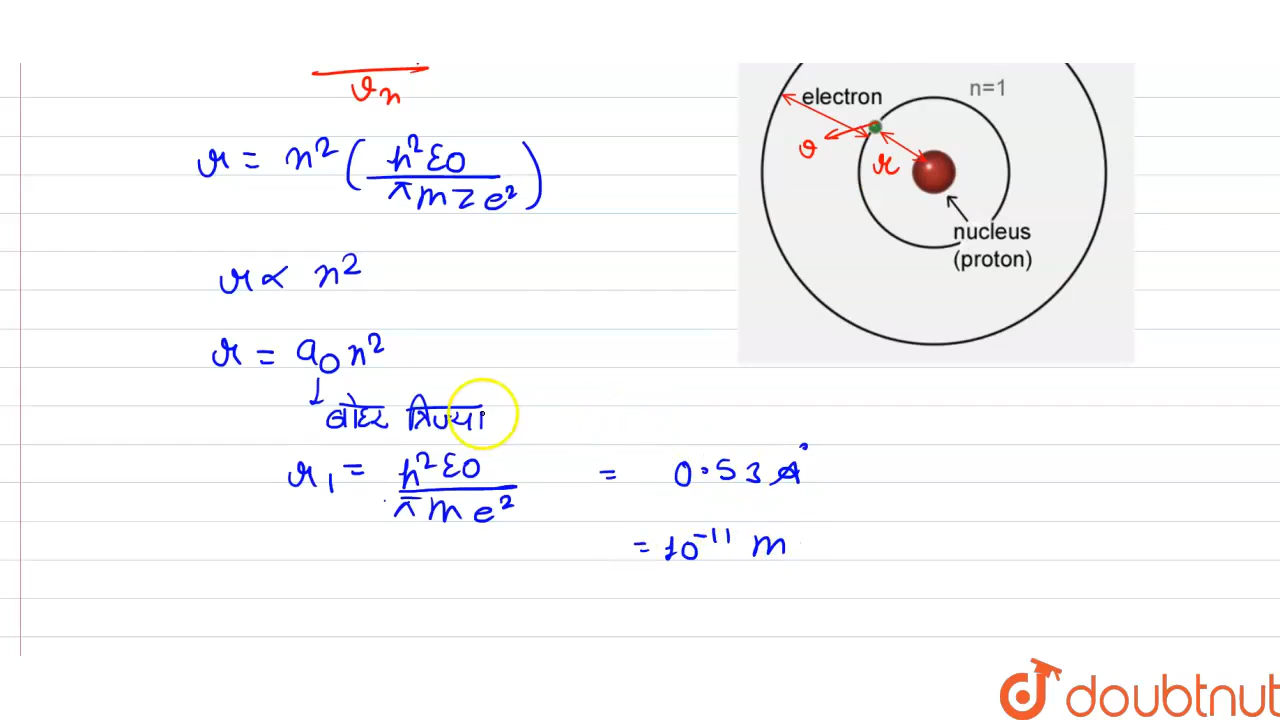 vₙ
r = n² ( h²ε0 / πmze² )
r ∝ n²
r = a₀n²
↓
बोहर त्रिज्या
r₁ = h²ε0 / πme² = 0.53 A°
= 10⁻¹¹ m
n=1
electron
v
r
nucleus
(proton)
doubtnut